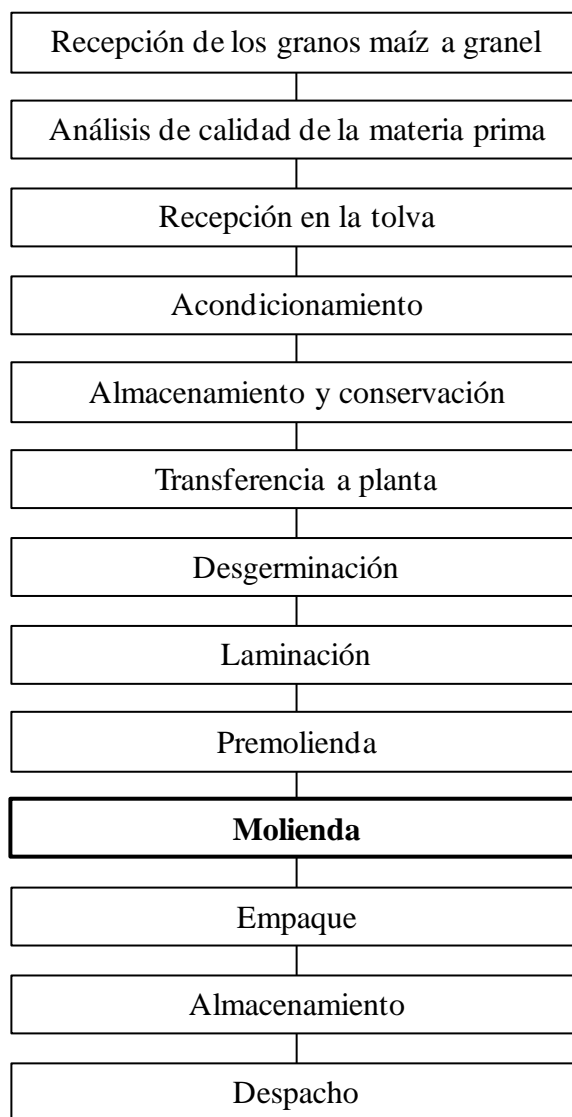 Recepción de los granos maíz a granel
Análisis de calidad de la materia prima
Recepción en la tolva
Acondicionamiento
Almacenamiento y conservación
Transferencia a planta
Desgerminación
Laminación
Premolienda
Molienda
Empaque
Almacenamiento
Despacho